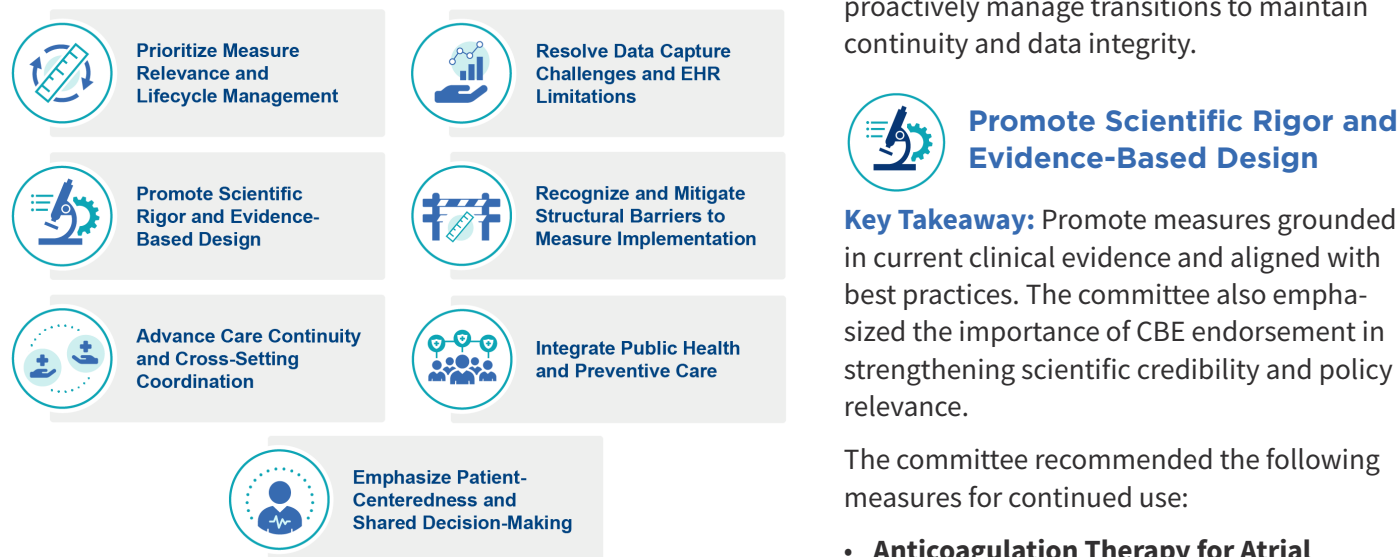 Prioritize Measure
Relevance and
Lifecycle Management
Resolve Data Capture
Challenges and EHR
Limitations
Promote Scientific
Rigor and Evidence-
Based Design
Recognize and Mitigate
Structural Barriers to
Measure Implementation
Advance Care Continuity
and Cross-Setting
Coordination
Integrate Public Health
and Preventive Care
Emphasize Patient-
Centeredness and
Shared Decision-Making
proactively manage transitions to maintain
continuity and data integrity.
Promote Scientific Rigor and
Evidence-Based Design
Key Takeaway: Promote measures grounded
in current clinical evidence and aligned with
best practices. The committee also empha-
sized the importance of CBE endorsement in
strengthening scientific credibility and policy
relevance.
The committee recommended the following
measures for continued use:
• Anticoagulation Therapy for Atrial